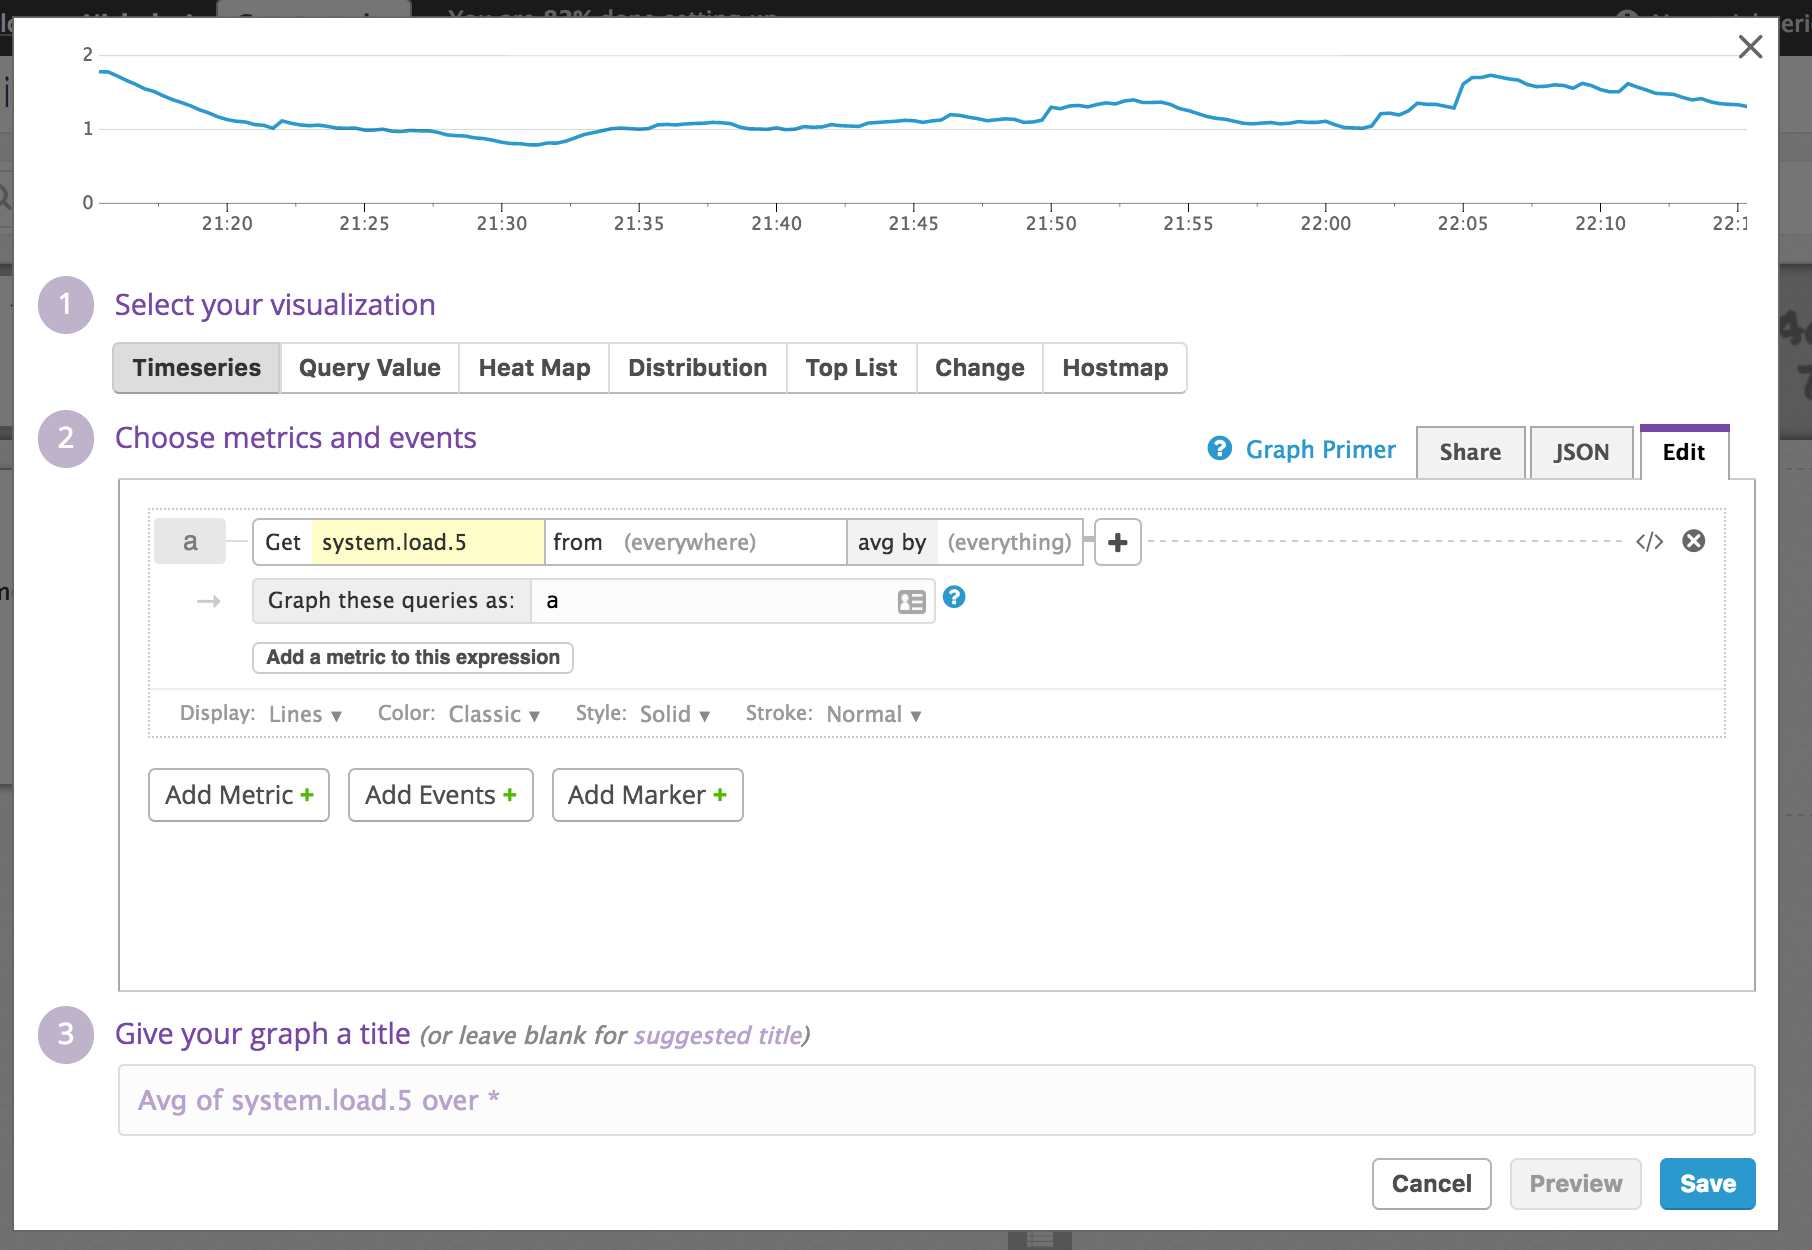 2
1
0
21:20 21:25 21:30 21:35 21:40 21:45 21:50 21:55 22:00 22:05 22:10
1 Select your visualization
Timeseries Query Value Heat Map Distribution Top List Change Hostmap
2 Choose metrics and events
? Graph Primer Share JSON Edit
a Get system.load.5 from (everywhere) avg by (everything) + </>
→ Graph these queries as: a ?
Add a metric to this expression
Display: Lines ▾ Color: Classic ▾ Style: Solid ▾ Stroke: Normal ▾
Add Metric + Add Events + Add Marker +
3 Give your graph a title (or leave blank for suggested title)
Avg of system.load.5 over *
Cancel Preview Save